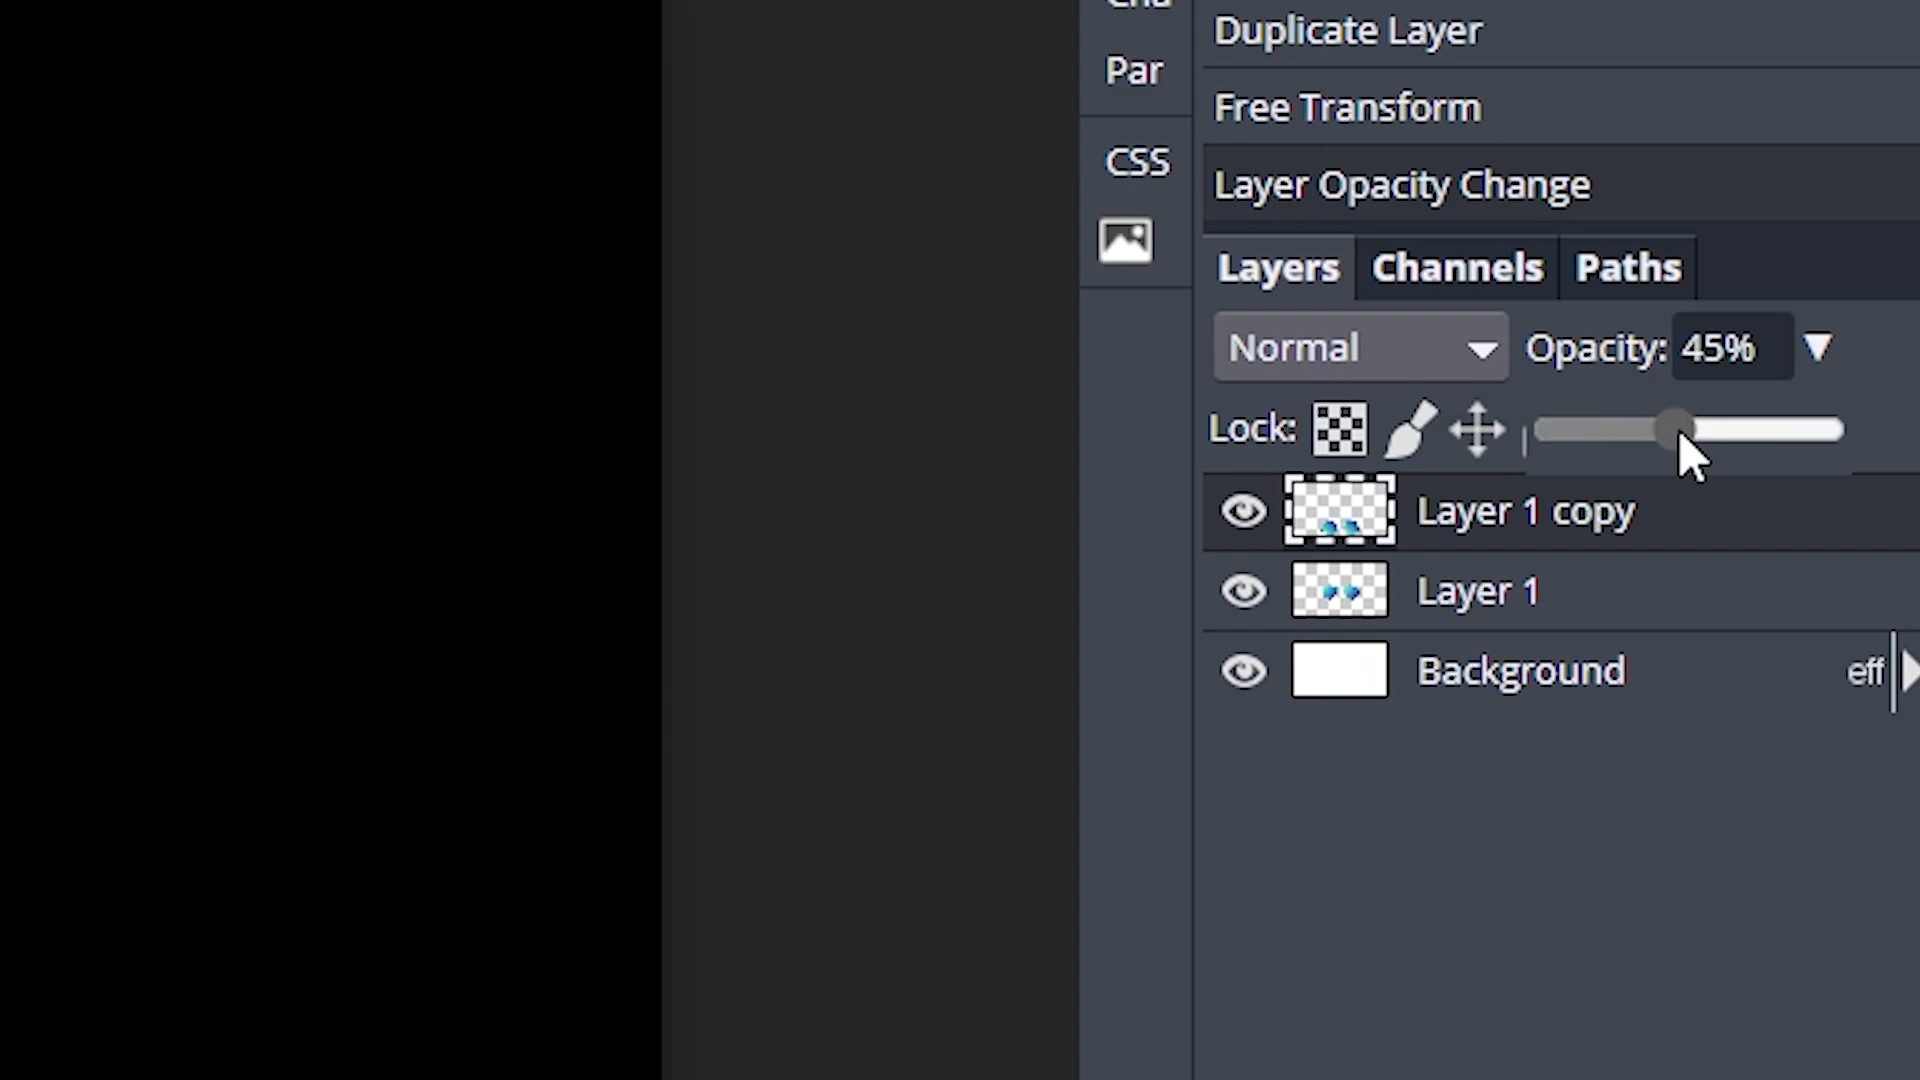 Duplicate Layer
Par
Free Transform
CSS
Layer Opacity Change
Layers Channels Paths
Normal Opacity: 45%
Lock:
Layer 1 copy
Layer 1
Background eff